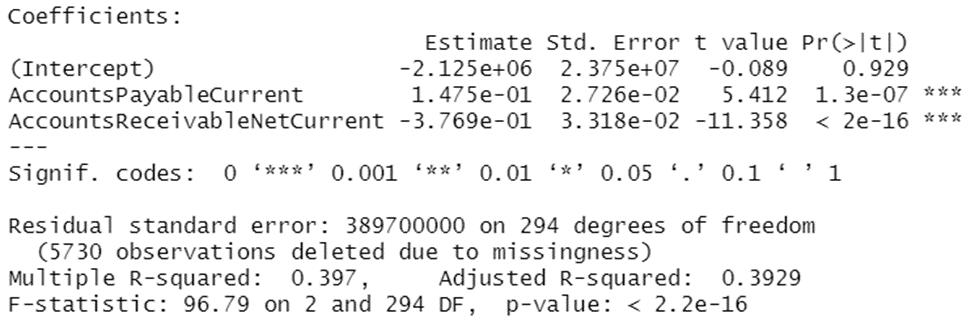 Coefficients:
Estimate Std. Error t value Pr(>|t|)
(Intercept) -2.125e+06 2.375e+07 -0.089 0.929
AccountsPayableCurrent 1.475e-01 2.726e-02 5.412 1.3e-07 ***
AccountsReceivableNetCurrent -3.769e-01 3.318e-02 -11.358 < 2e-16 ***
---
Signif. codes: 0 ‘***’ 0.001 ‘**’ 0.01 ‘*’ 0.05 ‘.’ 0.1 ‘ ’ 1
Residual standard error: 389700000 on 294 degrees of freedom
(5730 observations deleted due to missingness)
Multiple R-squared: 0.397, Adjusted R-squared: 0.3929
F-statistic: 96.79 on 2 and 294 DF, p-value: < 2.2e-16